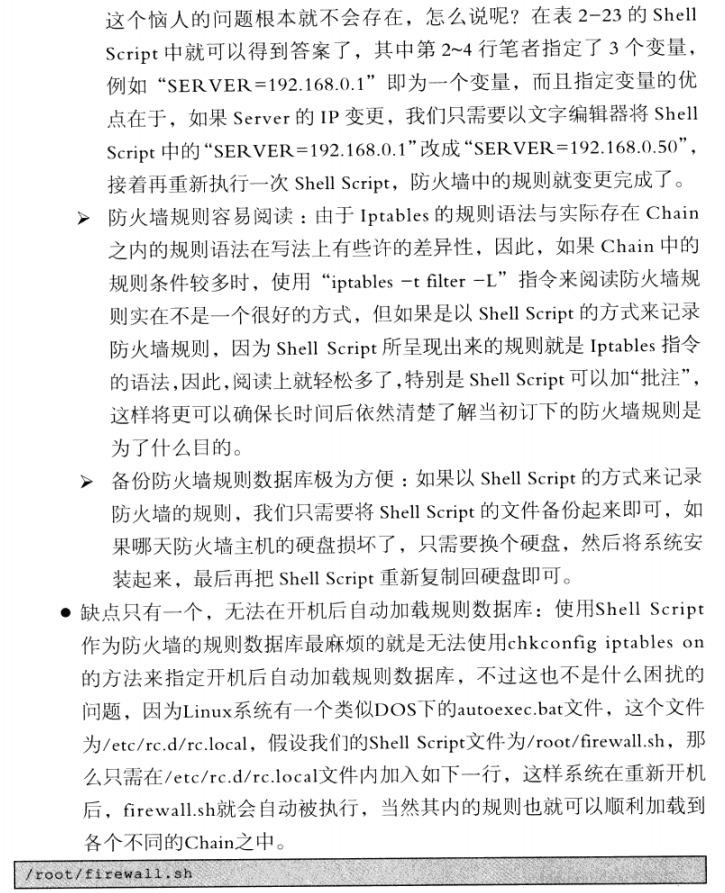 这个恼人的问题根本就不会存在，怎么说呢？在表 2-23 的 Shell
Script 中就可以得到答案了，其中第 2~4 行笔者指定了 3 个变量，
例如“SERVER=192.168.0.1”即为一个变量，而且指定变量的优
点在于，如果 Server 的 IP 变更，我们只需要以文字编辑器将 Shell
Script 中的“SERVER=192.168.0.1”改成“SERVER=192.168.0.50”，
接着再重新执行一次 Shell Script，防火墙中的规则就变更完成了。
➢ 防火墙规则容易阅读：由于 Iptables 的规则语法与实际存在 Chain
之内的规则语法在写法上有些许的差异性，因此，如果 Chain 中的
规则条件较多时，使用“iptables -t filter -L”指令来阅读防火墙规
则实在不是一个很好的方式，但如果是以 Shell Script 的方式来记录
防火墙规则，因为 Shell Script 所呈现出来的规则就是 Iptables 指令
的语法,因此,阅读上就轻松多了,特别是 Shell Script 可以加“批注”，
这样将更可以确保长时间后依然清楚了解当初订下的防火墙规则是
为了什么目的。
➢ 备份防火墙规则数据库极为方便：如果以 Shell Script 的方式来记录
防火墙的规则，我们只需要将 Shell Script 的文件备份起来即可，如
果哪天防火墙主机的硬盘损坏了，只需要换个硬盘，然后将系统安
装起来，最后再把 Shell Script 重新复制回硬盘即可。
● 缺点只有一个，无法在开机后自动加载规则数据库：使用Shell Script
作为防火墙的规则数据库最麻烦的就是无法使用chkconfig iptables on
的方法来指定开机后自动加载规则数据库，不过这也不是什么困扰的
问题，因为Linux系统有一个类似DOS下的autoexec.bat文件，这个文件
为/etc/rc.d/rc.local，假设我们的Shell Script文件为/root/firewall.sh，那
么只需在/etc/rc.d/rc.local文件内加入如下一行，这样系统在重新开机
后，firewall.sh就会自动被执行，当然其内的规则也就可以顺利加载到
各个不同的Chain之中。
/root/firewall.sh